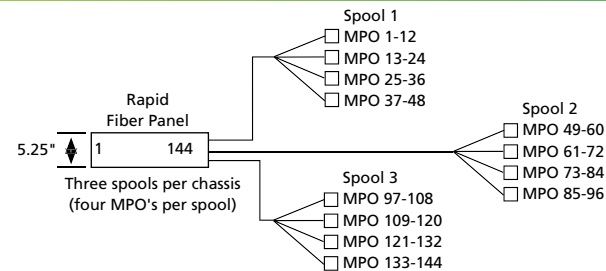 Spool 1
MPO 1-12
MPO 13-24
MPO 25-36
MPO 37-48
Rapid
Fiber Panel
5.25"
1 144
Three spools per chassis
(four MPO's per spool)
Spool 2
MPO 49-60
MPO 61-72
MPO 73-84
MPO 85-96
Spool 3
MPO 97-108
MPO 109-120
MPO 121-132
MPO 133-144